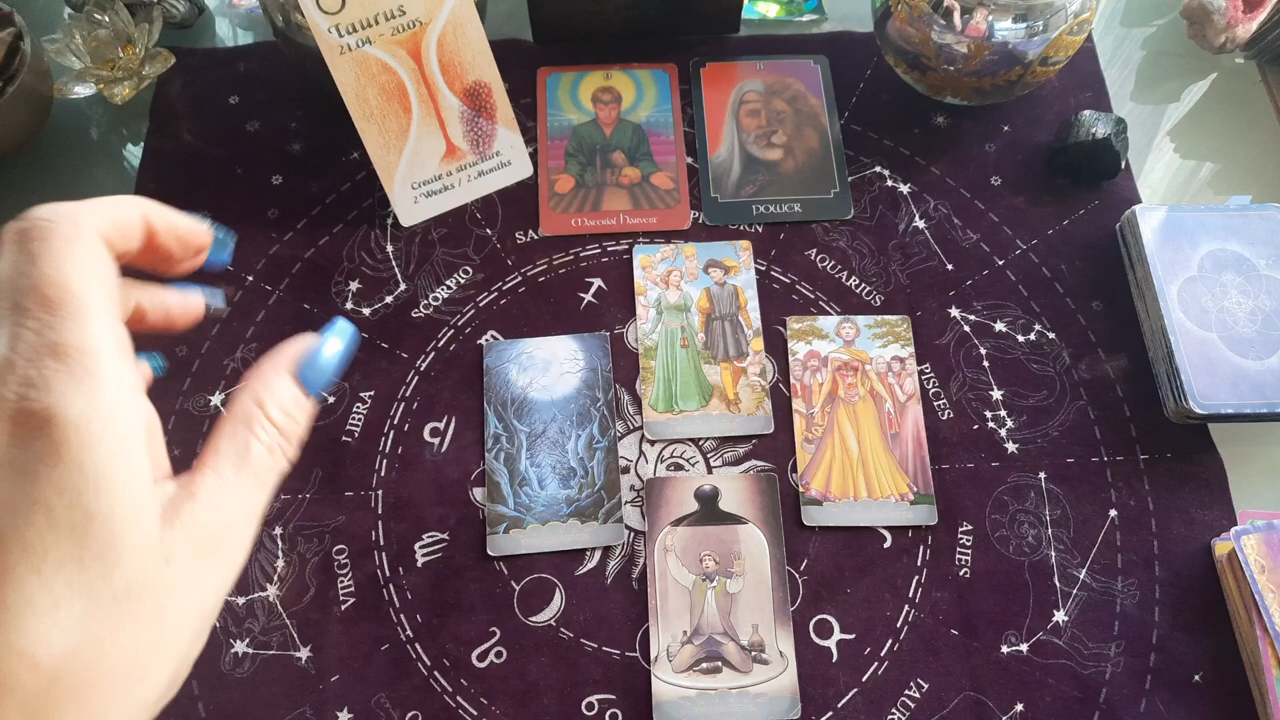 Taurus
21.04. - 20.05.
Create a structure.
2 Weeks / 2 Months
0
Material Harvest
POWER
SCORPIO
AQUARIUS
LIBRA
PISCES
VIRGO
ARIES